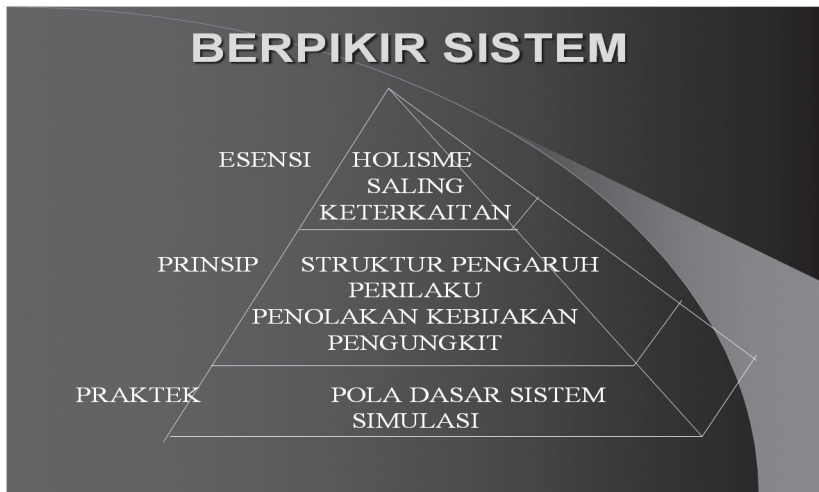 BERPIKIR SISTEM
ESENSI HOLISME
SALING
KETERKAITAN
PRINSIP STRUKTUR PENGARUH
PERILAKU
PENOLAKAN KEBIJAKAN
PENGUNGKIT
PRAKTEK POLA DASAR SISTEM
SIMULASI